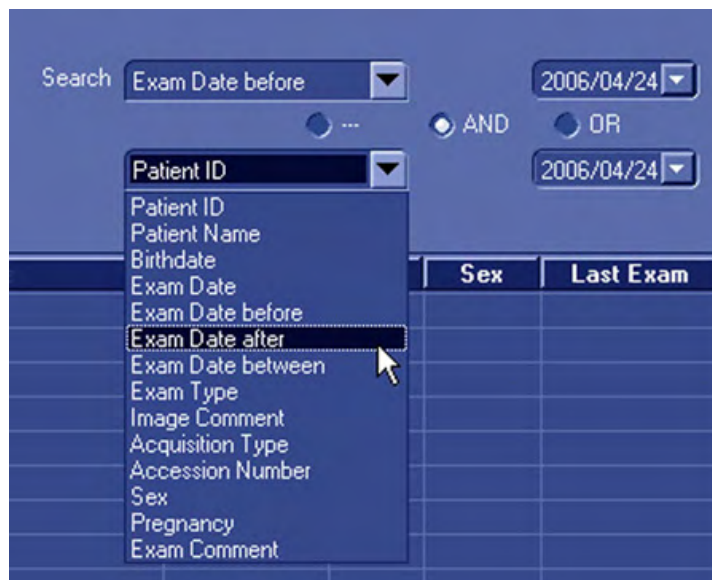 Search Exam Date before 2006/04/24
--- AND OR
Patient ID 2006/04/24
Patient ID
Patient Name
Birthdate
Exam Date
Exam Date before
Exam Date after
Exam Date between
Exam Type
Image Comment
Acquisition Type
Accession Number
Sex
Pregnancy
Exam Comment
Sex Last Exam